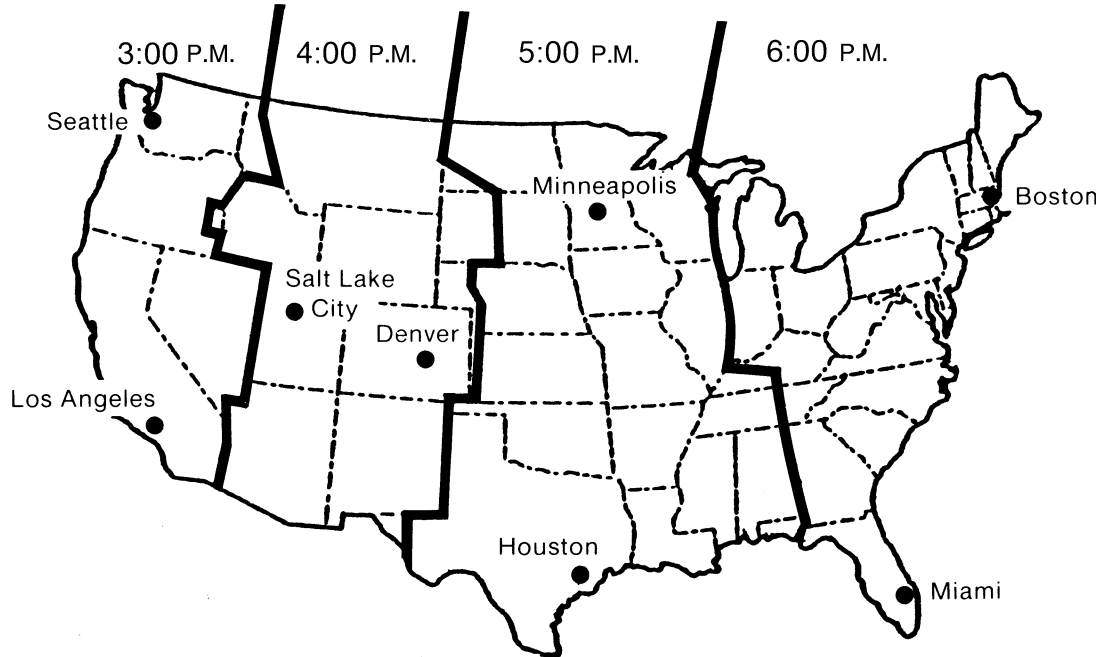 3:00 P.M.
4:00 P.M.
5:00 P.M.
6:00 P.M.
Seattle
Minneapolis
Boston
Salt Lake
City
Denver
Los Angeles
Houston
Miami